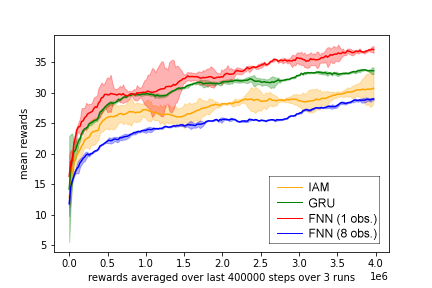 35
30
25
20
15
10
5
mean rewards
IAM
GRU
FNN (1 obs.)
FNN (8 obs.)
0.0 0.5 1.0 1.5 2.0 2.5 3.0 3.5 4.0
1e6
rewards averaged over last 400000 steps over 3 runs